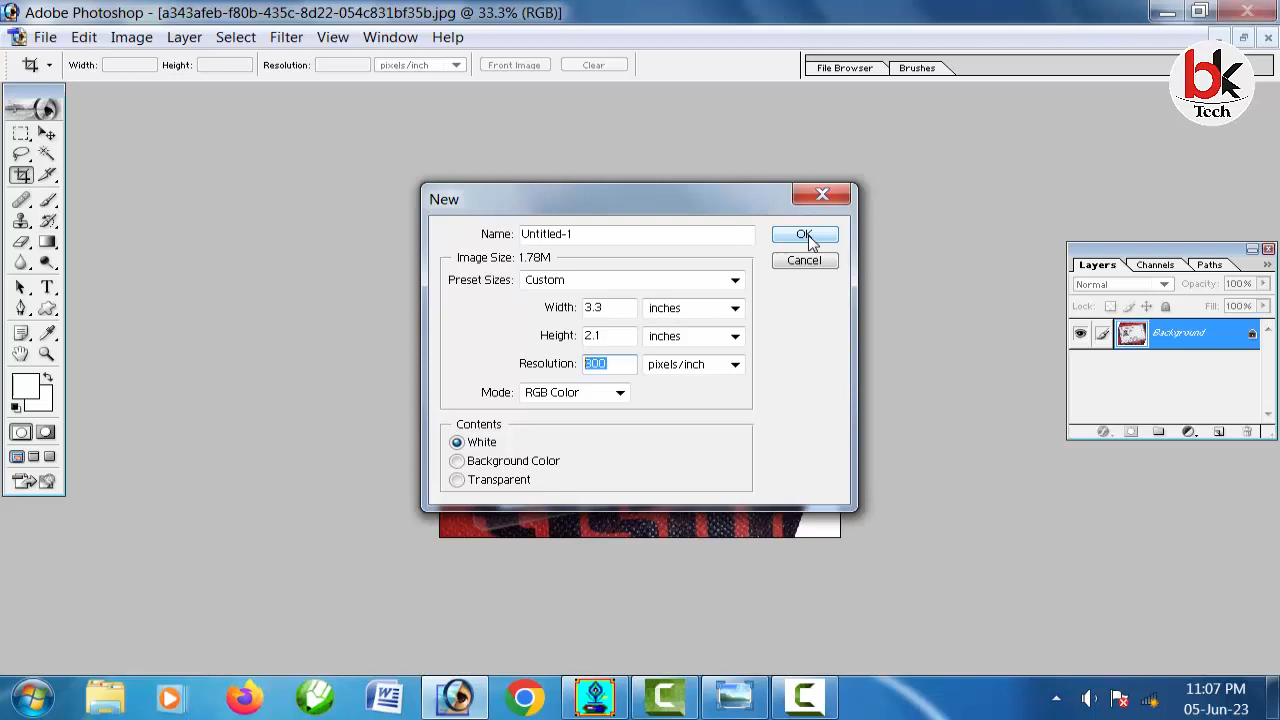 Adobe Photoshop - [a343afeb-f80b-435c-8d22-054c831bf35b.jpg @ 33.3% (RGB)]
File Edit Image Layer Select Filter View Window Help
Width: Height: Resolution: pixels/inch Front Image Clear File Browser Brushes
bk
Tech
New
Name: Untitled-1 OK
Image Size: 1.78M Cancel
Preset Sizes: Custom
Width: 3.3 inches
Height: 2.1 inches
Resolution: 300 pixels/inch
Mode: RGB Color
Contents
White
Background Color
Transparent
Layers Channels Paths
Normal Opacity: 100%
Lock: Fill: 100%
Background
11:07 PM
05-Jun-23